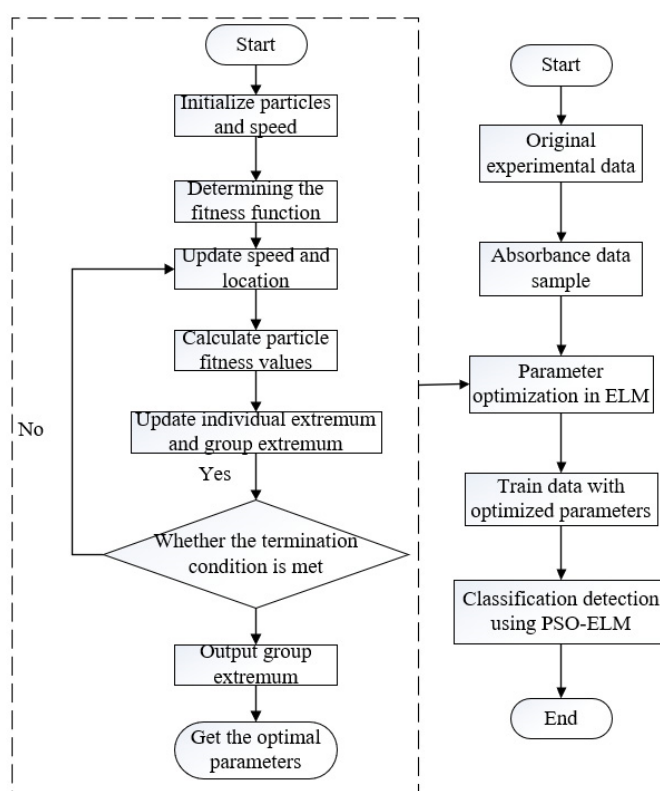 Start
Initialize particles
and speed
Determining the
fitness function
Update speed and
location
Calculate particle
fitness values
Update individual extremum
and group extremum
No
Yes
Whether the termination
condition is met
Output group
extremum
Get the optimal
parameters
Start
Original
experimental data
Absorbance data
sample
Parameter
optimization in ELM
Train data with
optimized parameters
Classification detection
using PSO-ELM
End